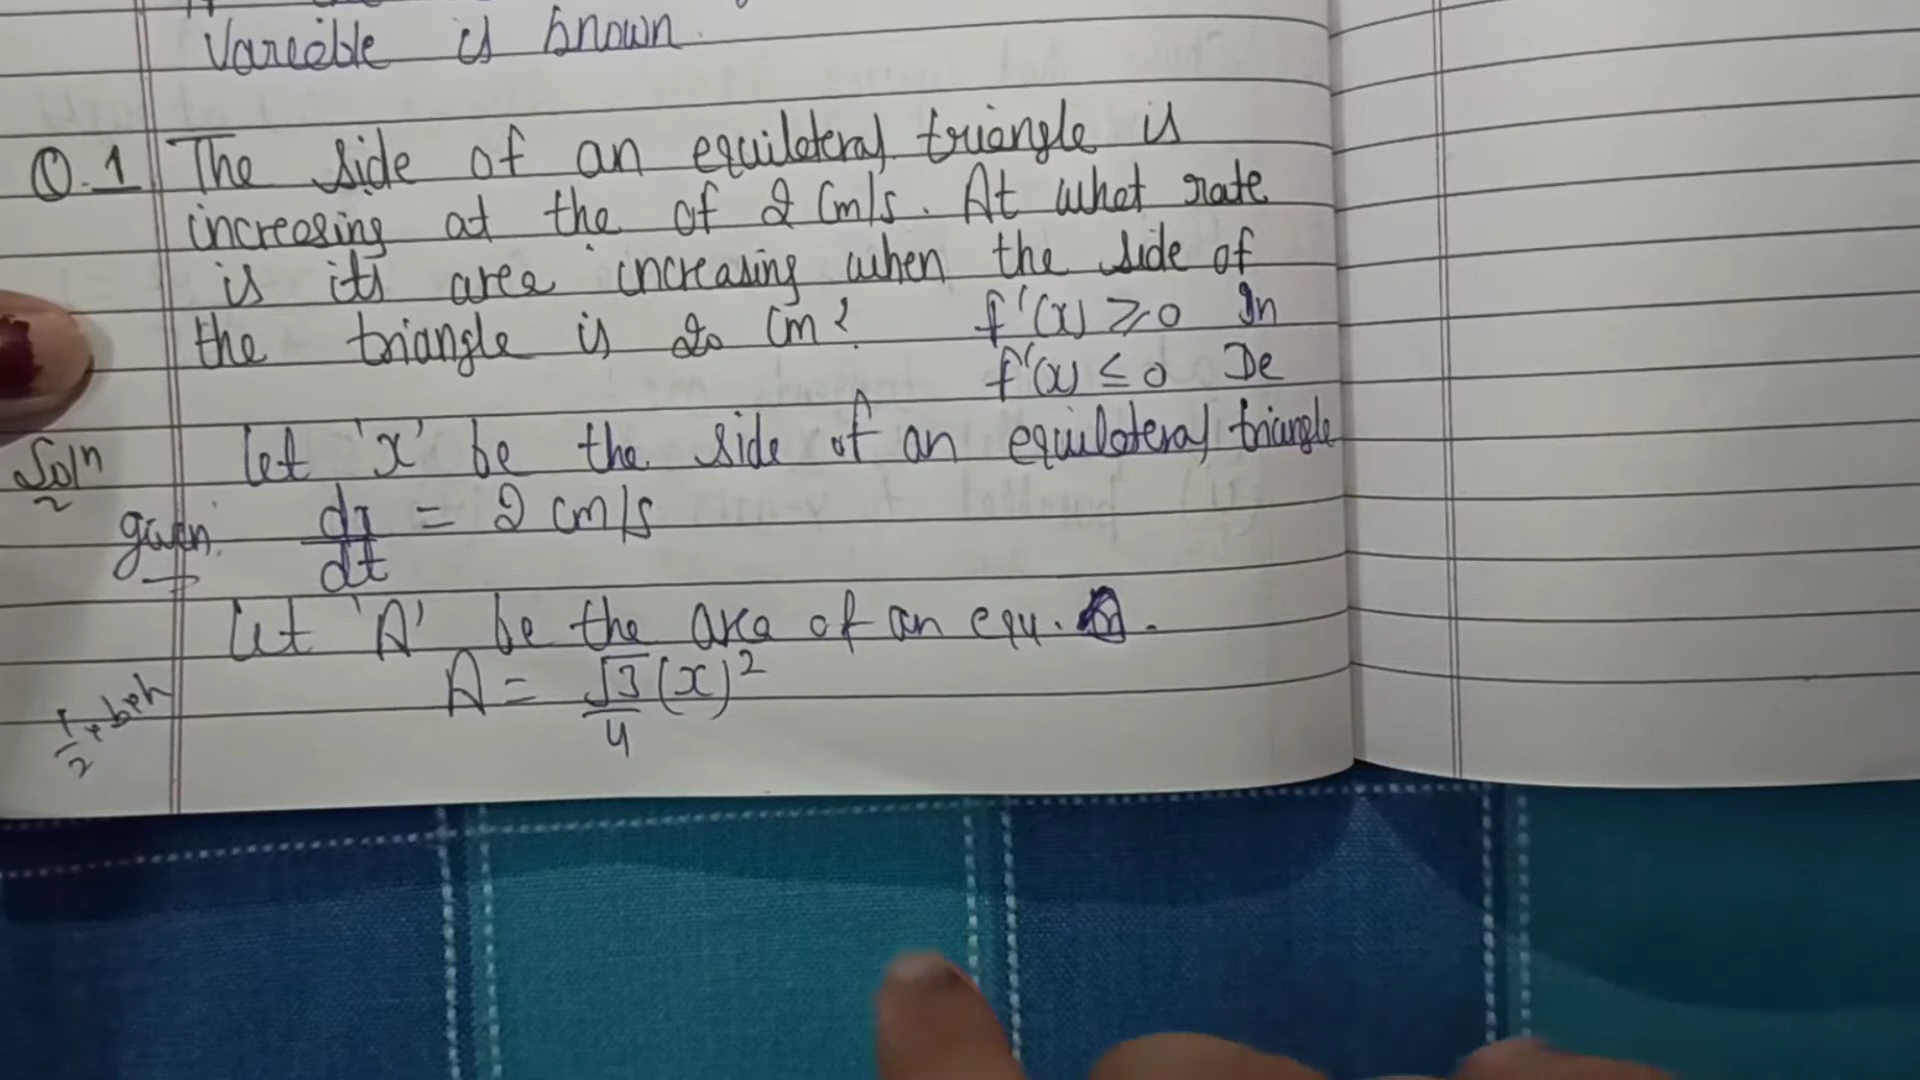 Variable is known.
Q.1 The side of an equilateral triangle is
increasing at the of 2 cm/s. At what rate
is its area increasing when the side of
the triangle is 20 cm? f'(x) ≥ 0 In
f'(x) ≤ 0 De
Soln Let 'x' be the side of an equilateral triangle
given: dx/dt = 2 cm/s
Let 'A' be the area of an equ. Δ.
A = √3/4 (x)²
1/2 × b × h